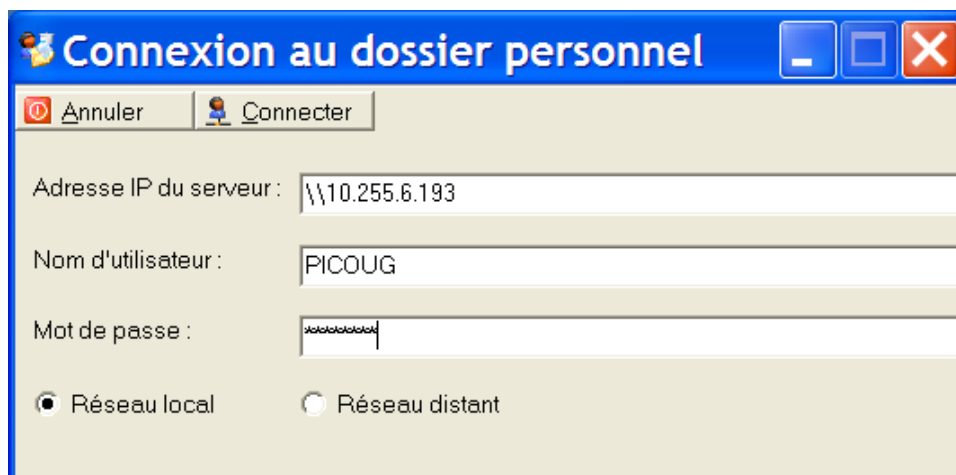 Connexion au dossier personnel
Annuler Connecter
Adresse IP du serveur : \\10.255.6.193
Nom d'utilisateur : PICOUG
Mot de passe : *********
Réseau local Réseau distant